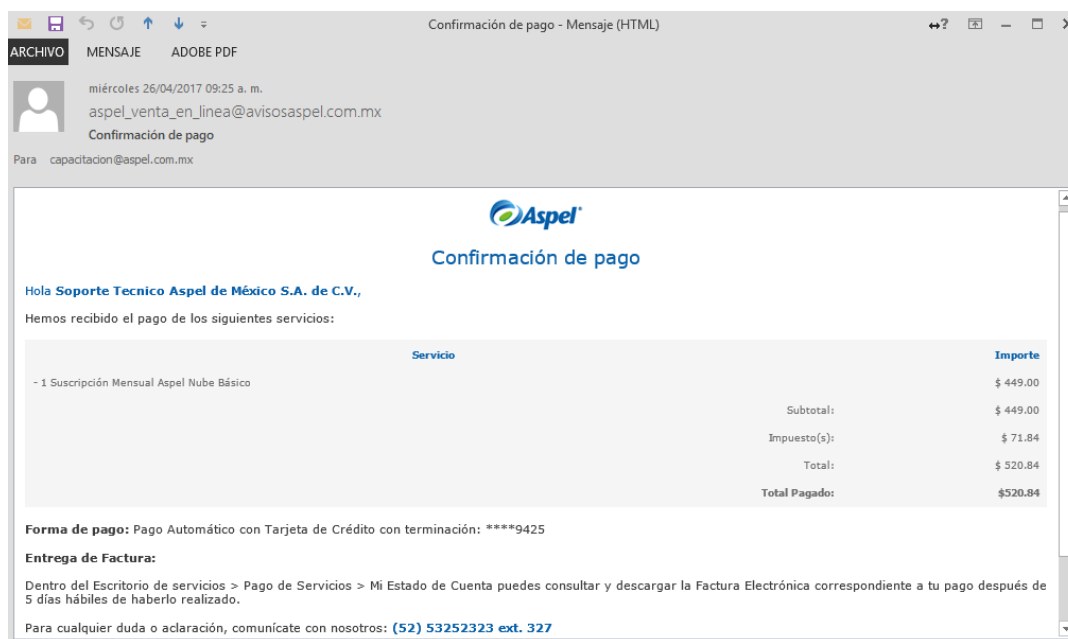 Confirmación de pago - Mensaje (HTML)
ARCHIVO MENSAJE ADOBE PDF
miércoles 26/04/2017 09:25 a. m.
aspel_venta_en_linea@avisosaspel.com.mx
Confirmación de pago
Para capacitacion@aspel.com.mx
Aspel
Confirmación de pago
Hola Soporte Tecnico Aspel de México S.A. de C.V.,
Hemos recibido el pago de los siguientes servicios:
Servicio Importe
- 1 Suscripción Mensual Aspel Nube Básico $ 449.00
Subtotal: $ 449.00
Impuesto(s): $ 71.84
Total: $ 520.84
Total Pagado: $520.84
Forma de pago: Pago Automático con Tarjeta de Crédito con terminación: ****9425
Entrega de Factura:
Dentro del Escritorio de servicios > Pago de Servicios > Mi Estado de Cuenta puedes consultar y descargar la Factura Electrónica correspondiente a tu pago después de
5 días hábiles de haberlo realizado.
Para cualquier duda o aclaración, comunícate con nosotros: (52) 53252323 ext. 327